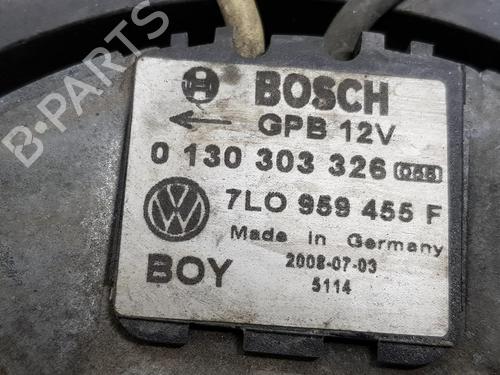 BOSCH
GPB 12V
0 130 303 326 05B
7L0 959 455 F
Made in Germany
BOY 2008-07-03
5114
B-PARTS